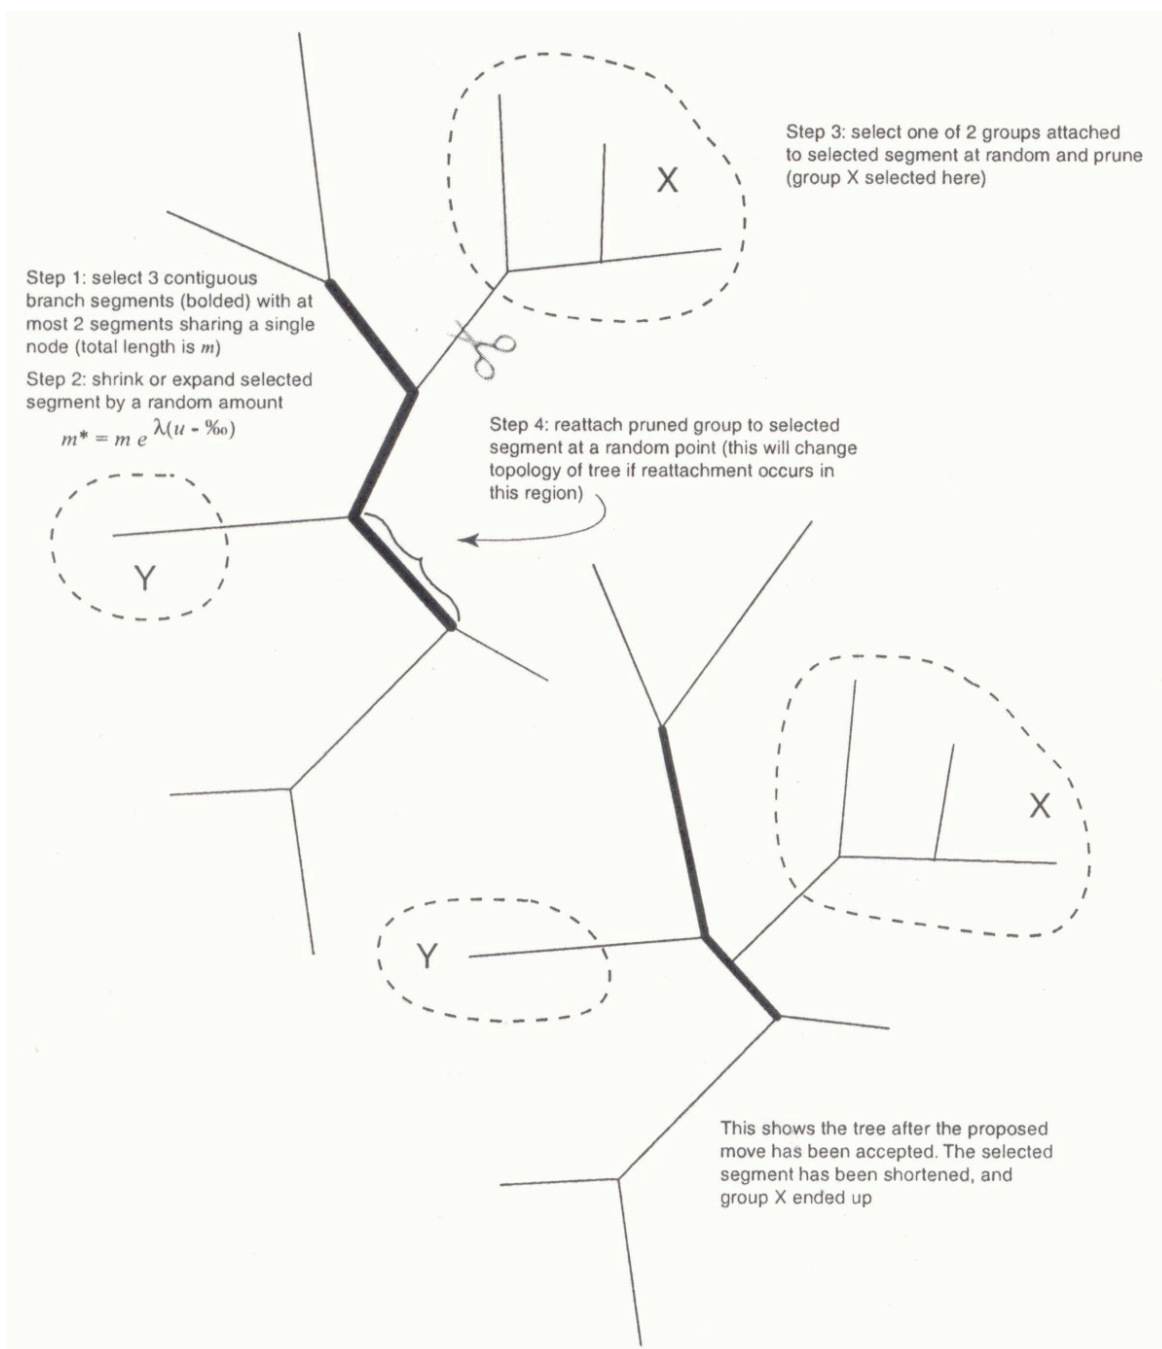 X
Step 3: select one of 2 groups attached
to selected segment at random and prune
(group X selected here)
Step 1: select 3 contiguous
branch segments (bolded) with at
most 2 segments sharing a single
node (total length is m)
Step 2: shrink or expand selected
segment by a random amount
m* = m e λ(u - ‰)
Step 4: reattach pruned group to selected
segment at a random point (this will change
topology of tree if reattachment occurs in
this region)
Y
X
Y
This shows the tree after the proposed
move has been accepted. The selected
segment has been shortened, and
group X ended up